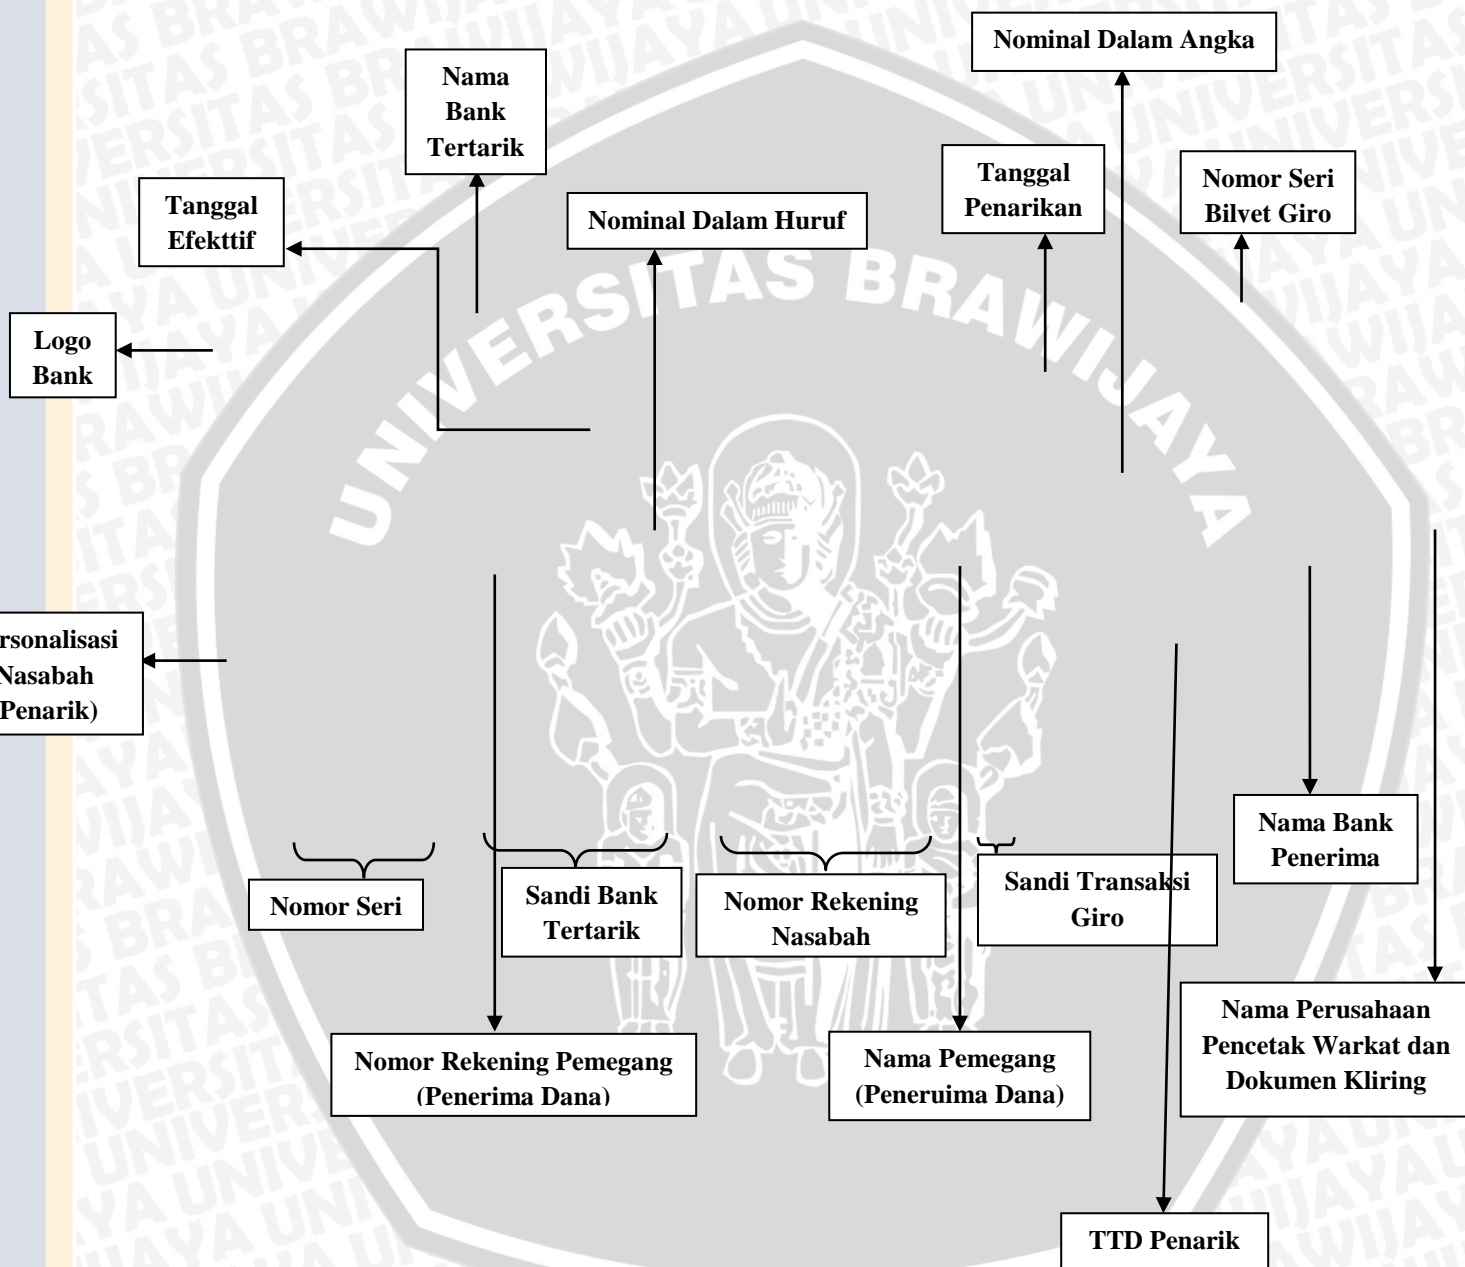 Nominal Dalam Angka
Nama
Bank
Tertarik
Tanggal
Penarikan
Nomor Seri
Bilyet Giro
Tanggal
Efekttif
Nominal Dalam Huruf
UNIVERSITAS BRAWIJAYA
Logo
Bank
rsonalisasi
Nasabah
Penarik)
Nama Bank
Penerima
Nomor Seri
Sandi Bank
Tertarik
Nomor Rekening
Nasabah
Sandi Transaksi
Giro
Nomor Rekening Pemegang
(Penerima Dana)
Nama Pemegang
(Peneruima Dana)
Nama Perusahaan
Pencetak Warkat dan
Dokumen Kliring
TTD Penarik